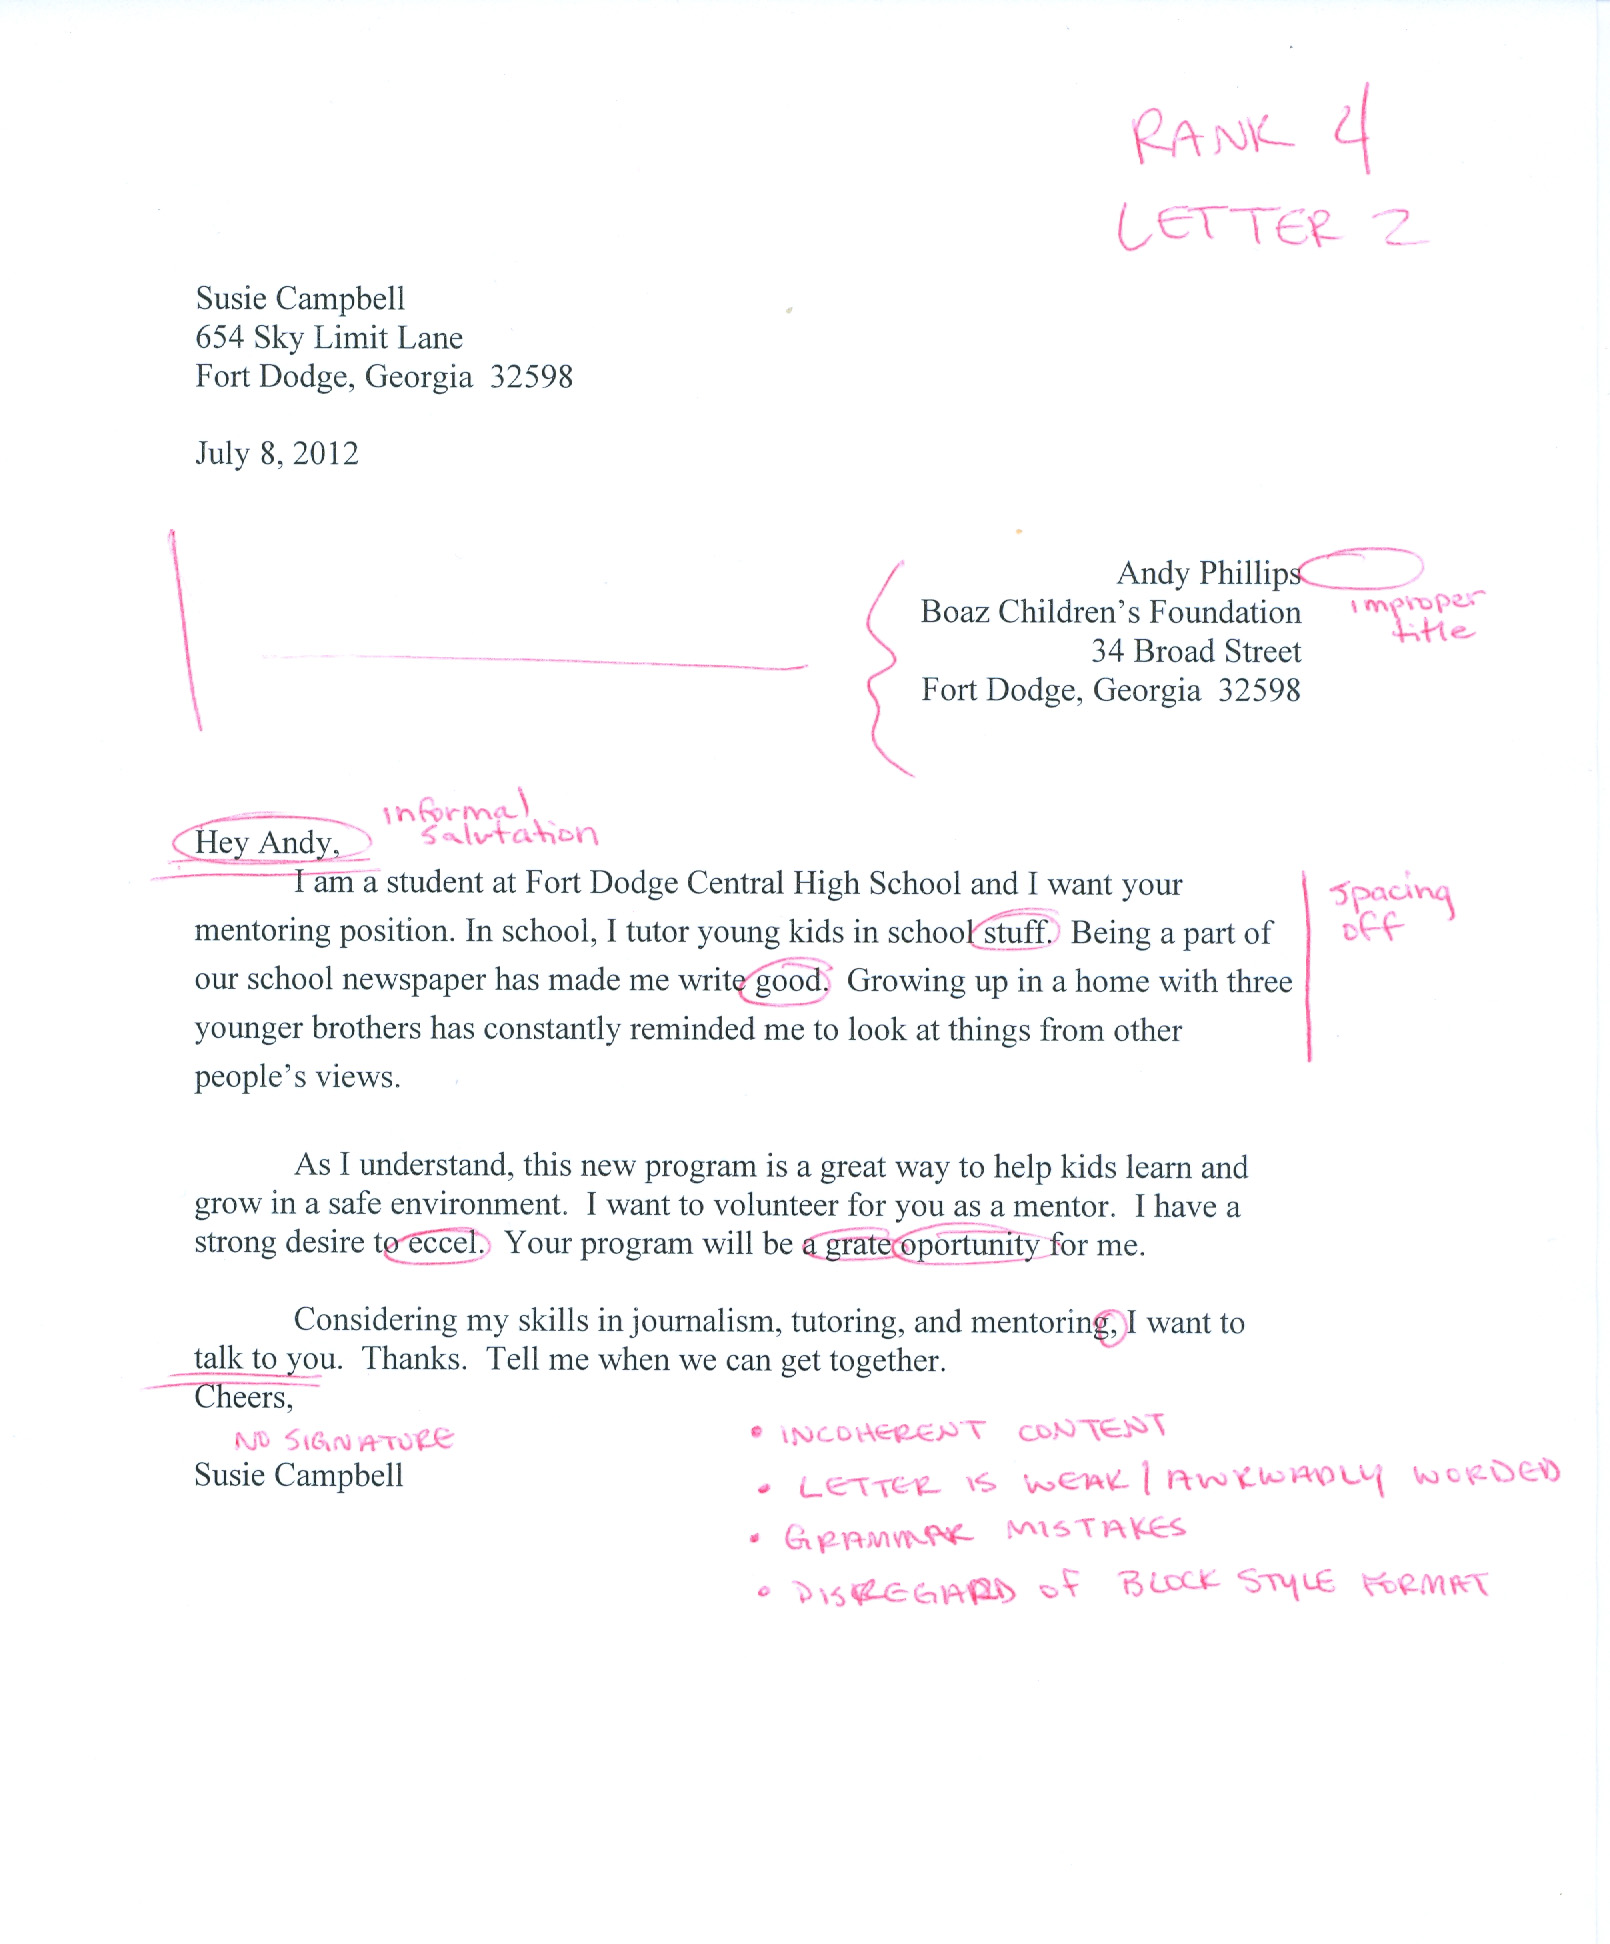 RANK 4
LETTER 2
Susie Campbell
654 Sky Limit Lane
Fort Dodge, Georgia  32598
July 8, 2012
Andy Phillips
improper
title
Boaz Children’s Foundation
34 Broad Street
Fort Dodge, Georgia  32598
informal
salutation
Hey Andy,
I am a student at Fort Dodge Central High School and I want your
spacing
off
mentoring position. In school, I tutor young kids in school stuff.  Being a part of
our school newspaper has made me write good.  Growing up in a home with three
younger brothers has constantly reminded me to look at things from other
people’s views.
As I understand, this new program is a great way to help kids learn and
grow in a safe environment.  I want to volunteer for you as a mentor.  I have a
strong desire to eccel.  Your program will be a grate oportunity for me.
Considering my skills in journalism, tutoring, and mentoring, I want to
talk to you.  Thanks.  Tell me when we can get together.
Cheers,
NO SIGNATURE
Susie Campbell
• INCOHERENT CONTENT
• LETTER IS WEAK/AWKWADLY WORDED
• GRAMMAR MISTAKES
• DISREGARD OF BLOCK STYLE FORMAT